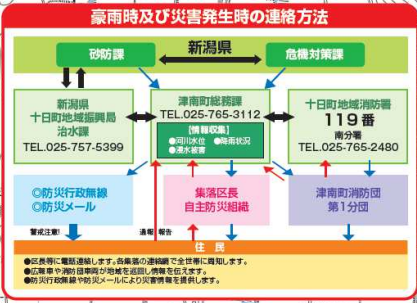 豪雨時及び災害発生時の連絡方法
新潟県
砂防課
危機対策課
新潟県
十日町地域振興局
治水課
TEL.025-757-5399
津南町総務課
TEL.025-765-3112
【情報収集】
●河川水位 ●降雨状況
●浸水被害
十日町地域消防署
119番
南分署
TEL.025-765-2480
◎防災行政無線
◎防災メール
集落区長
自主防災組織
津南町消防団
第1分団
警戒注意!
通報 報告
住民
●区長等に電話連絡します。各集落の連絡網で全世帯に周知します。
●広報車や消防団車両が地域を巡回し情報を伝えます。
●防災行政無線や防災メールにより災害情報を提供します。